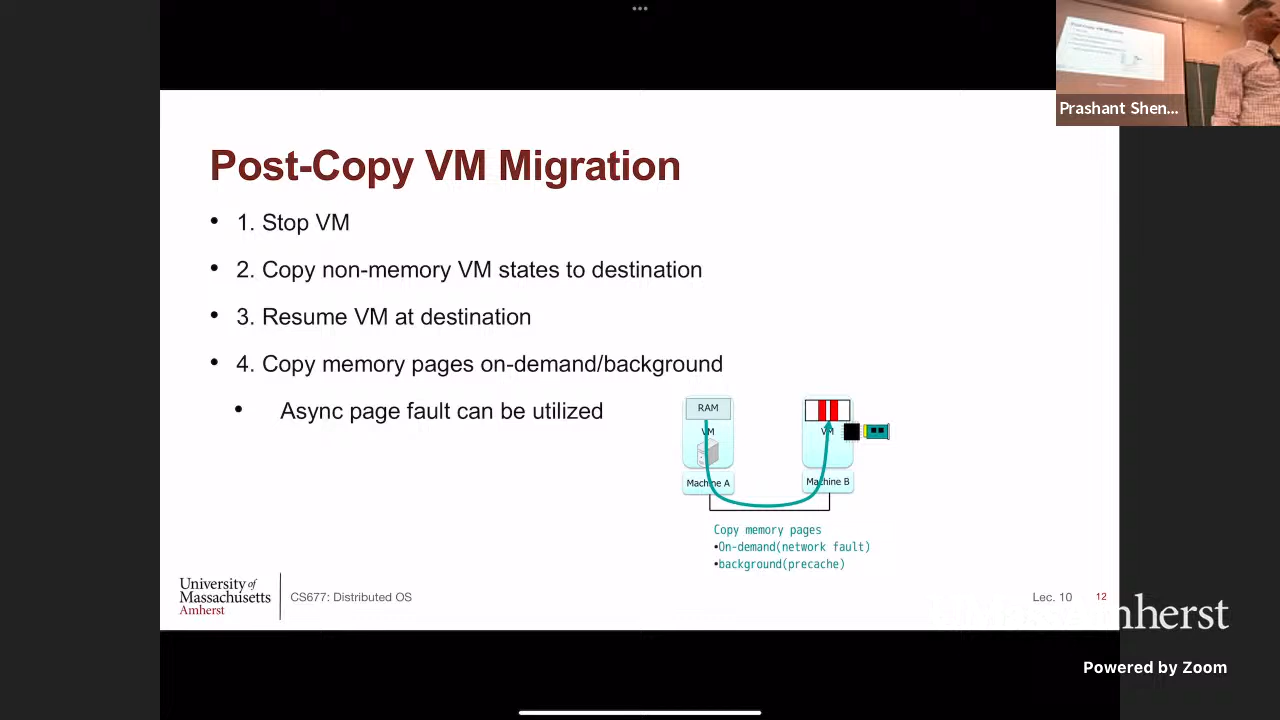 Prashant Shen...
Post-Copy VM Migration
• 1. Stop VM
• 2. Copy non-memory VM states to destination
• 3. Resume VM at destination
• 4. Copy memory pages on-demand/background
• Async page fault can be utilized
RAM
VM
Machine A
VM
Machine B
Copy memory pages
•On-demand(network fault)
•background(precache)
University of
Massachusetts
Amherst
CS677: Distributed OS
Lec. 10
12
UMassAmherst
Powered by Zoom